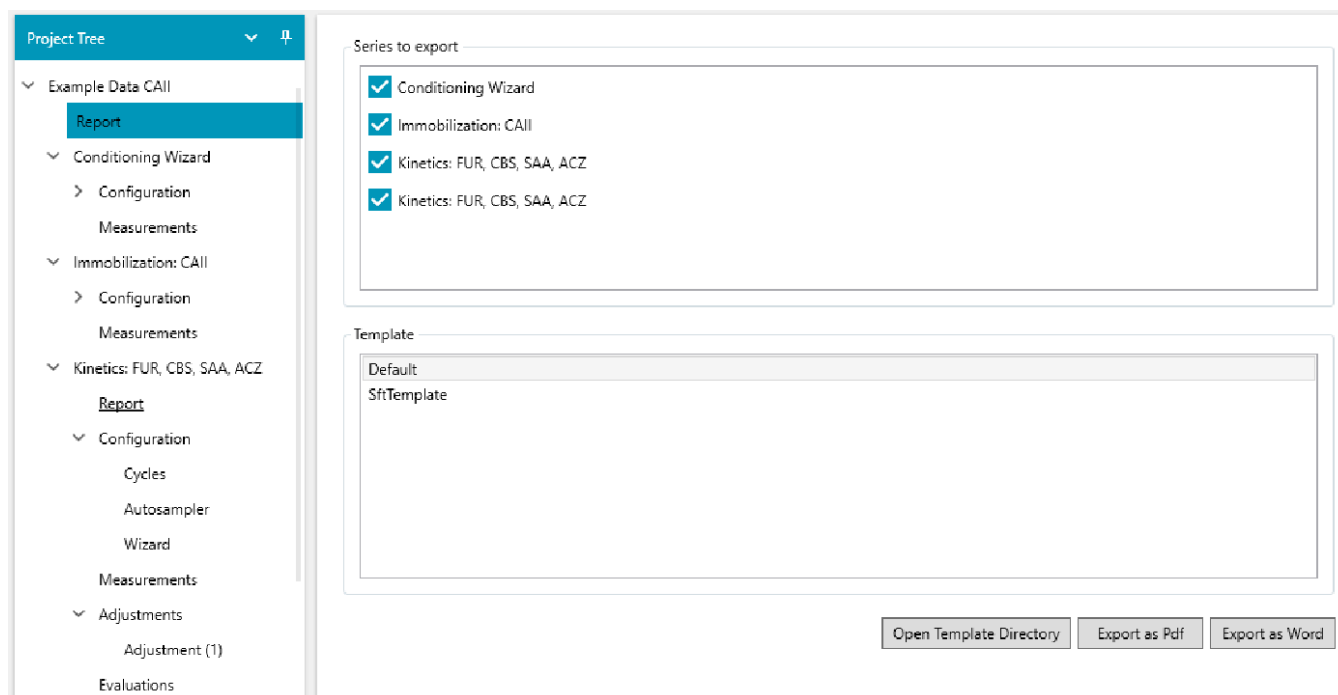 Project Tree
Example Data CAII
Report
Conditioning Wizard
Configuration
Measurements
Immobilization: CAII
Configuration
Measurements
Kinetics: FUR, CBS, SAA, ACZ
Report
Configuration
Cycles
Autosampler
Wizard
Measurements
Adjustments
Adjustment (1)
Evaluations
Series to export
Conditioning Wizard
Immobilization: CAII
Kinetics: FUR, CBS, SAA, ACZ
Kinetics: FUR, CBS, SAA, ACZ
Template
Default
SftTemplate
Open Template Directory
Export as Pdf
Export as Word